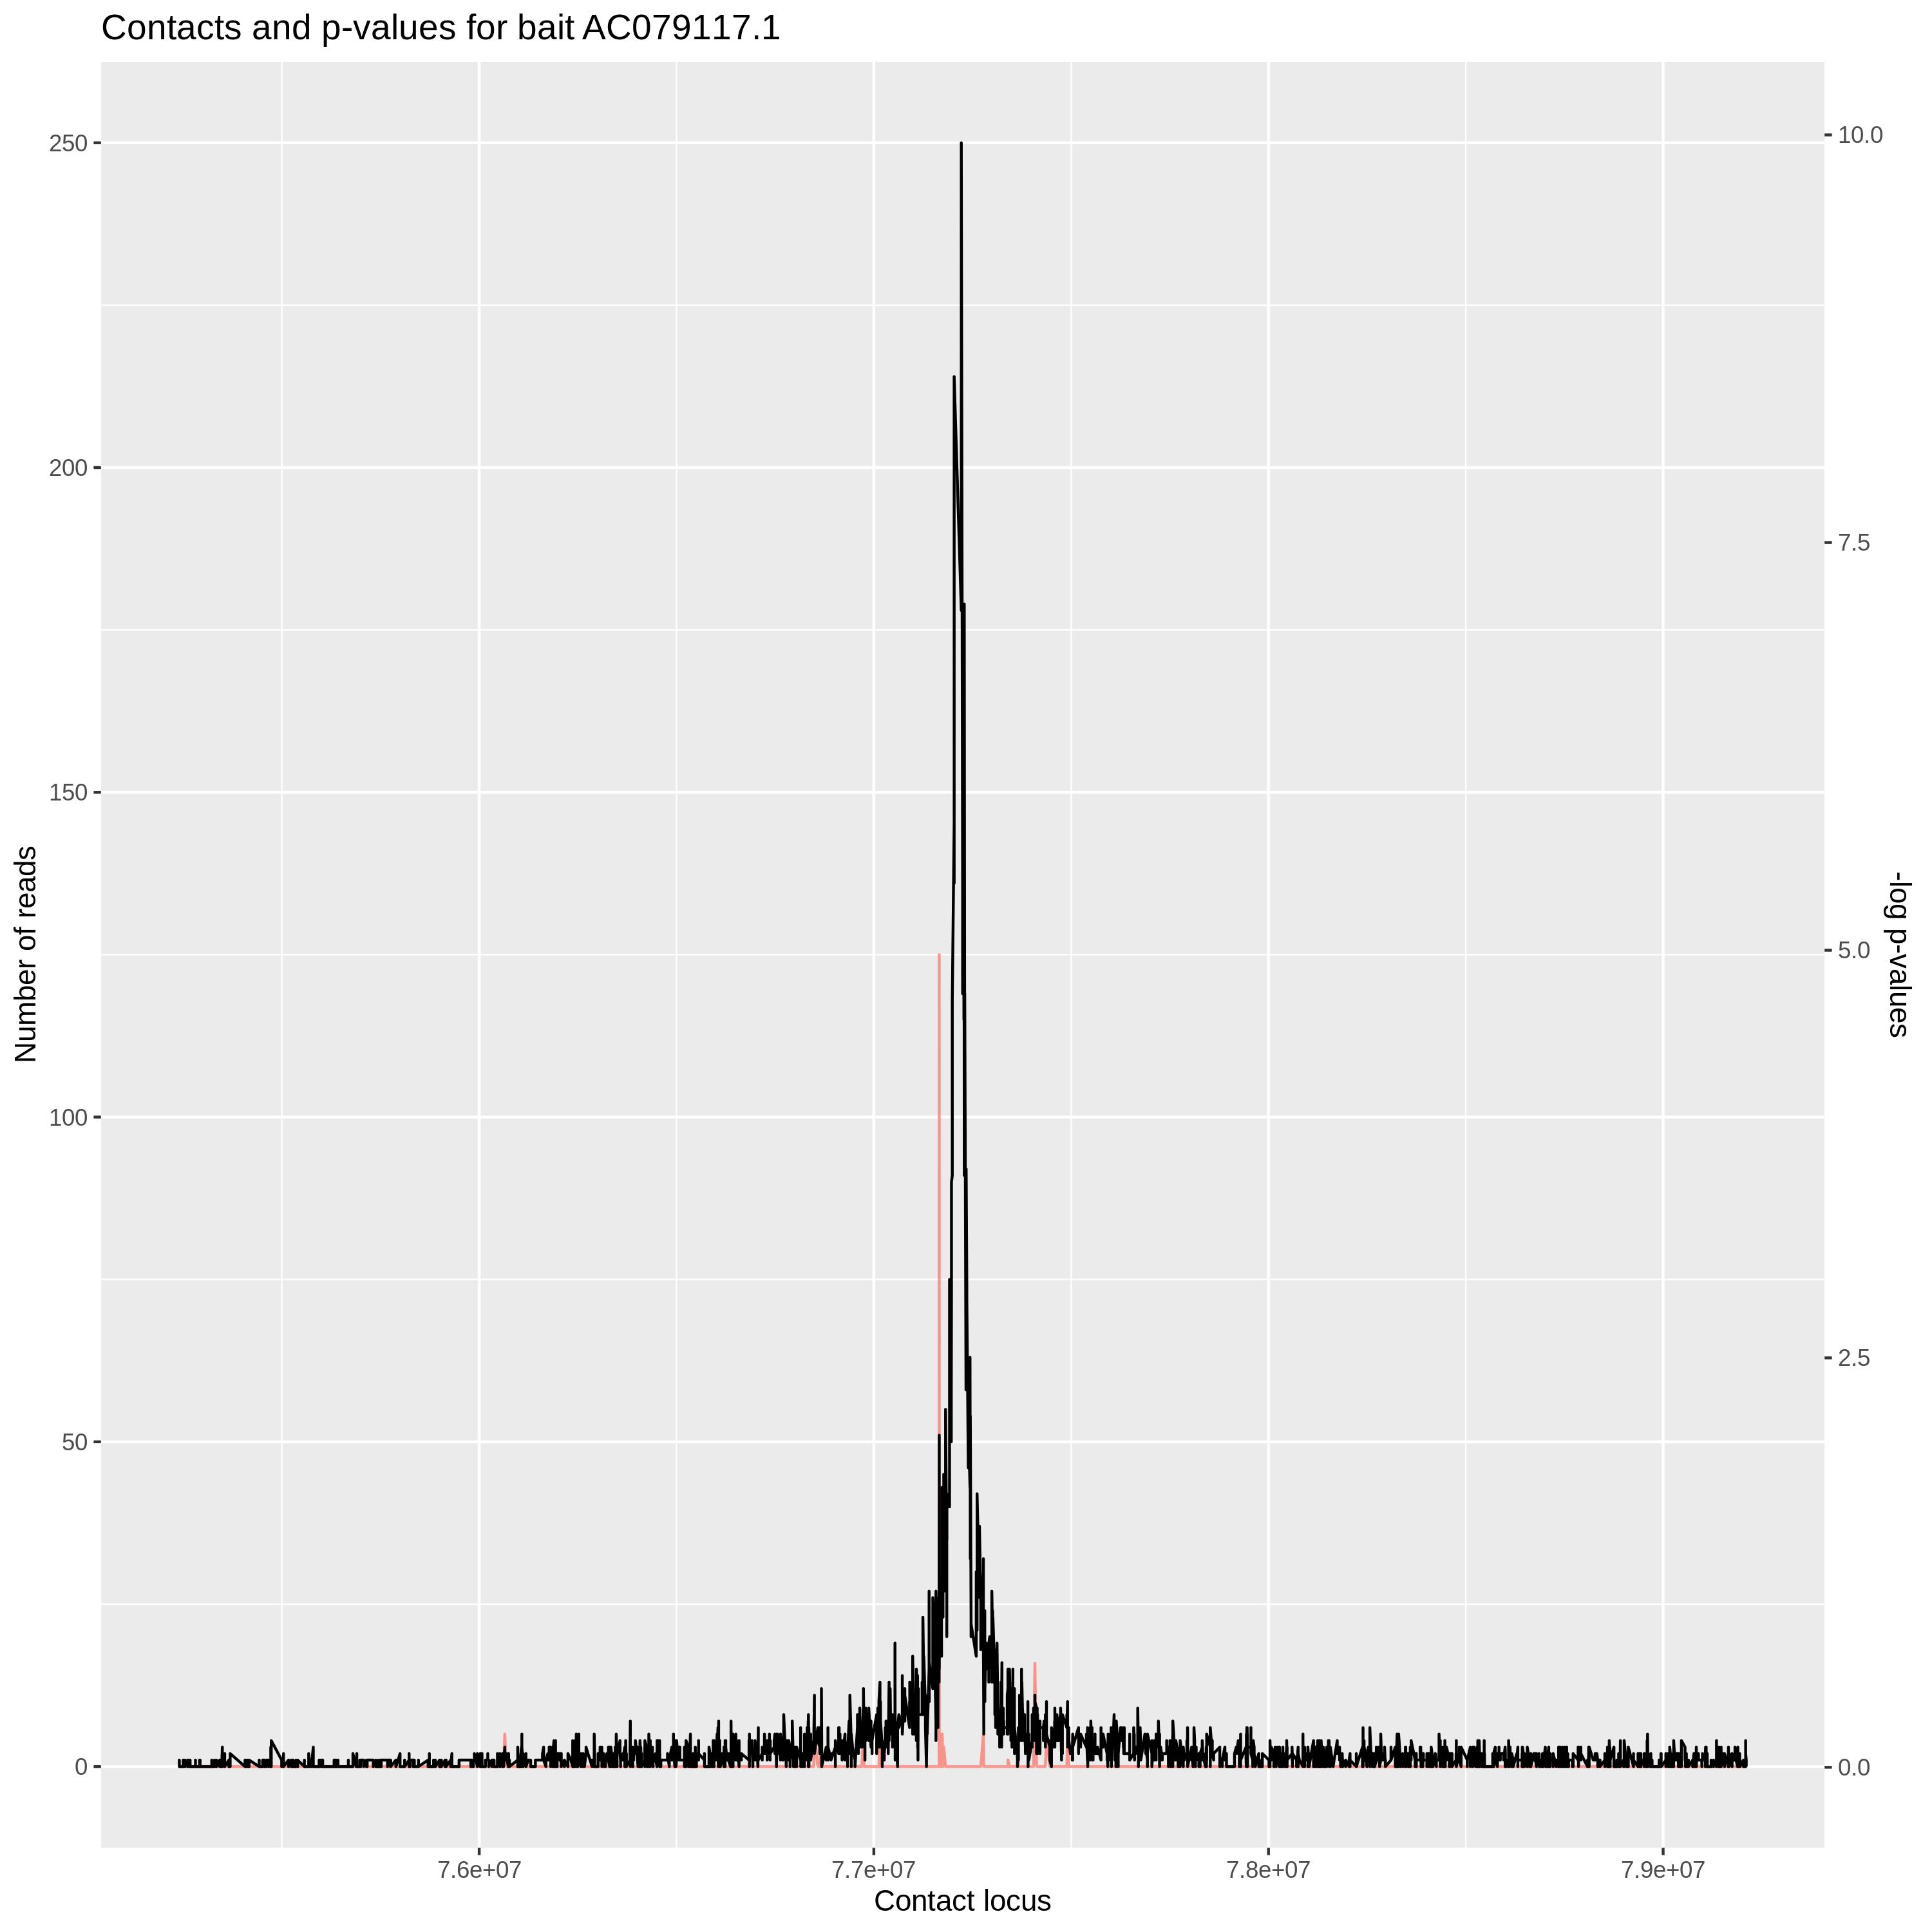 Contacts and p-values for bait AC079117.1
250
200
150
100
50
0
Number of reads
10.0
7.5
5.0
2.5
0.0
-log p-values
7.6e+07 7.7e+07 7.8e+07 7.9e+07
Contact locus